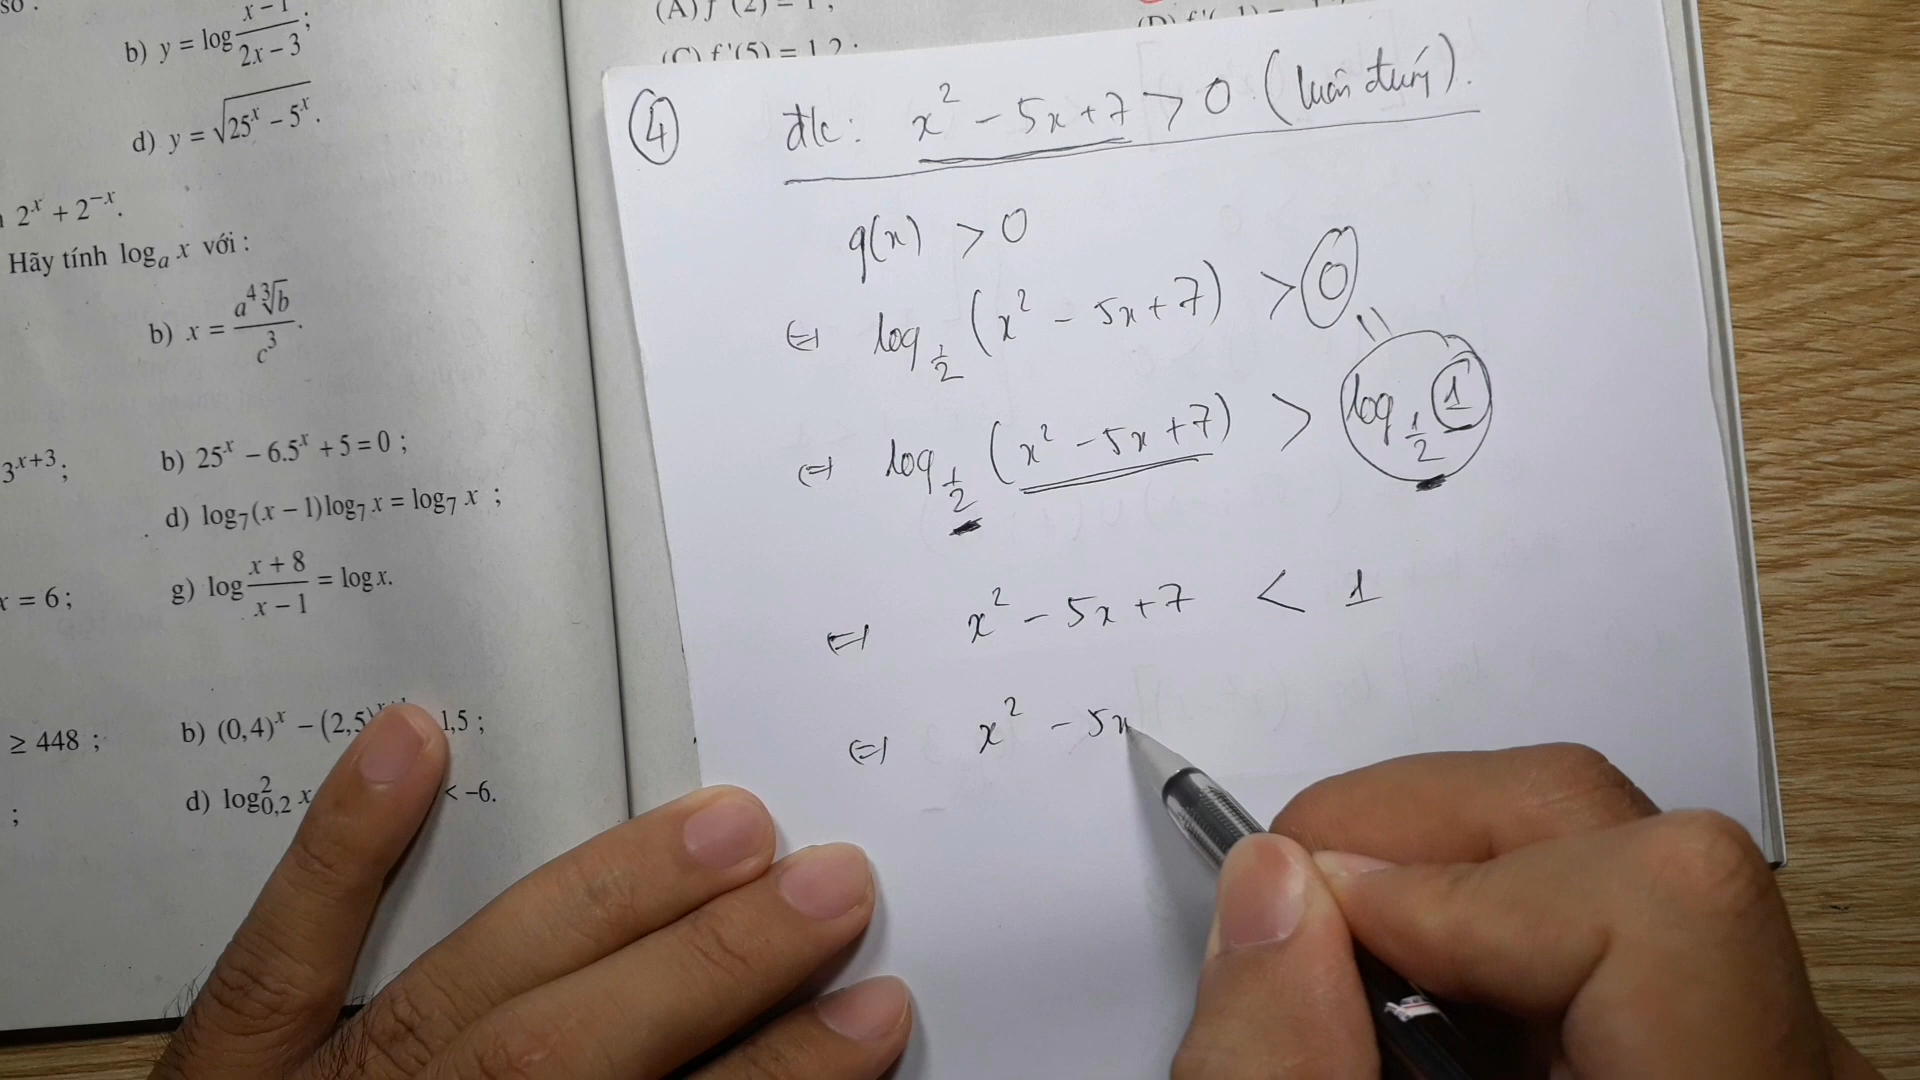 b) y = log (x − 1)/(2x − 3) ;
d) y = √(25^x − 5^x).
2^x + 2^−x.
Hãy tính log_a x với :
b) x = (a^4 ∛b)/c^3.
3^x+3 ;
b) 25^x − 6.5^x + 5 = 0 ;
d) log_7(x − 1)log_7 x = log_7 x ;
x = 6 ;
g) log (x + 8)/(x − 1) = log x.
≥ 448 ;
b) (0,4)^x − (2,5) 1,5 ;
;
d) log²_0,2 x < −6.
(C) f'(5) = 1,2 ;
④ đk: x² − 5x + 7 > 0 (luôn đúng).
g(x) > 0
⇔ log_1/2 (x² − 5x + 7) > 0
⇔ log_1/2 (x² − 5x + 7) > log_1/2 1
⇔ x² − 5x + 7 < 1
⇔ x² − 5x